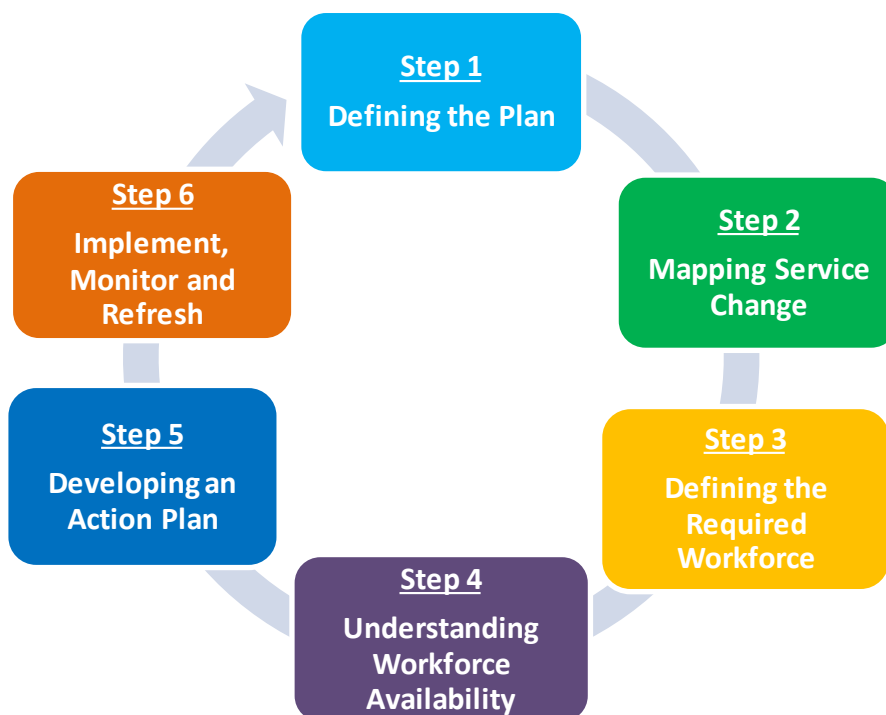 Step 1
Defining the Plan
Step 2
Mapping Service
Change
Step 3
Defining the
Required
Workforce
Step 4
Understanding
Workforce
Availability
Step 5
Developing an
Action Plan
Step 6
Implement,
Monitor and
Refresh